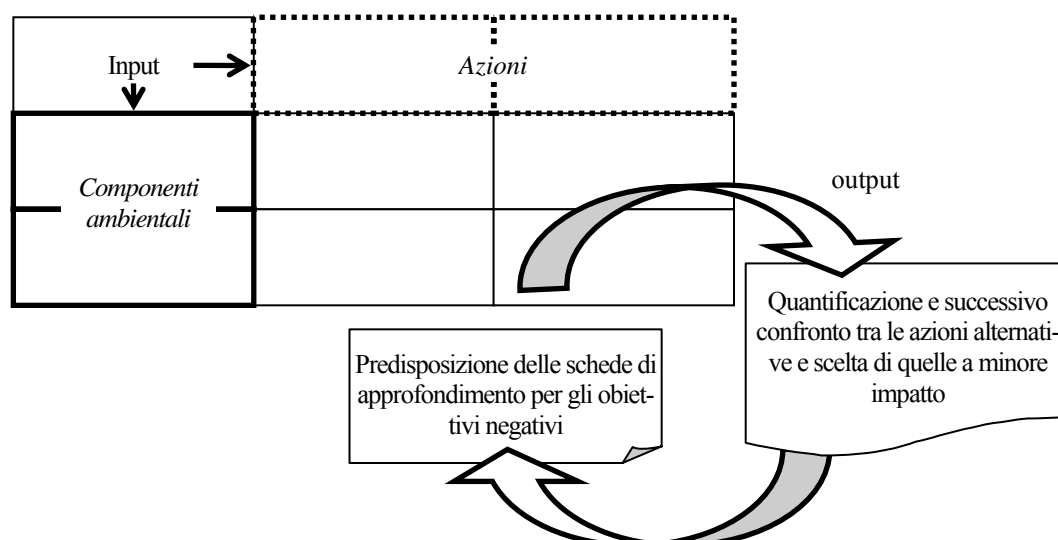 Input
Azioni
Componenti
ambientali
output
Quantificazione e successivo
confronto tra le azioni alternati-
ve e scelta di quelle a minore
impatto
Predisposizione delle schede di
approfondimento per gli obiet-
tivi negativi